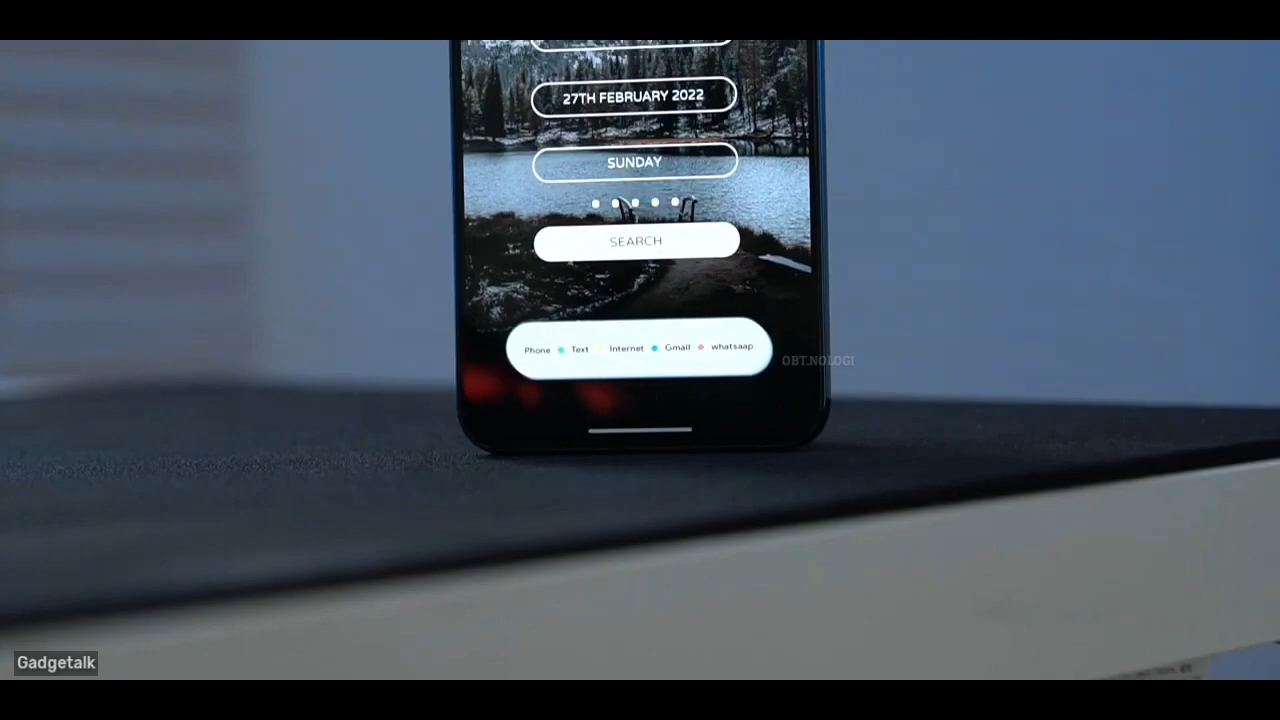 27TH FEBRUARY 2022
SUNDAY
SEARCH
Phone Text Internet Gmail whatsaap
OBT.NOLOGI
Gadgetalk